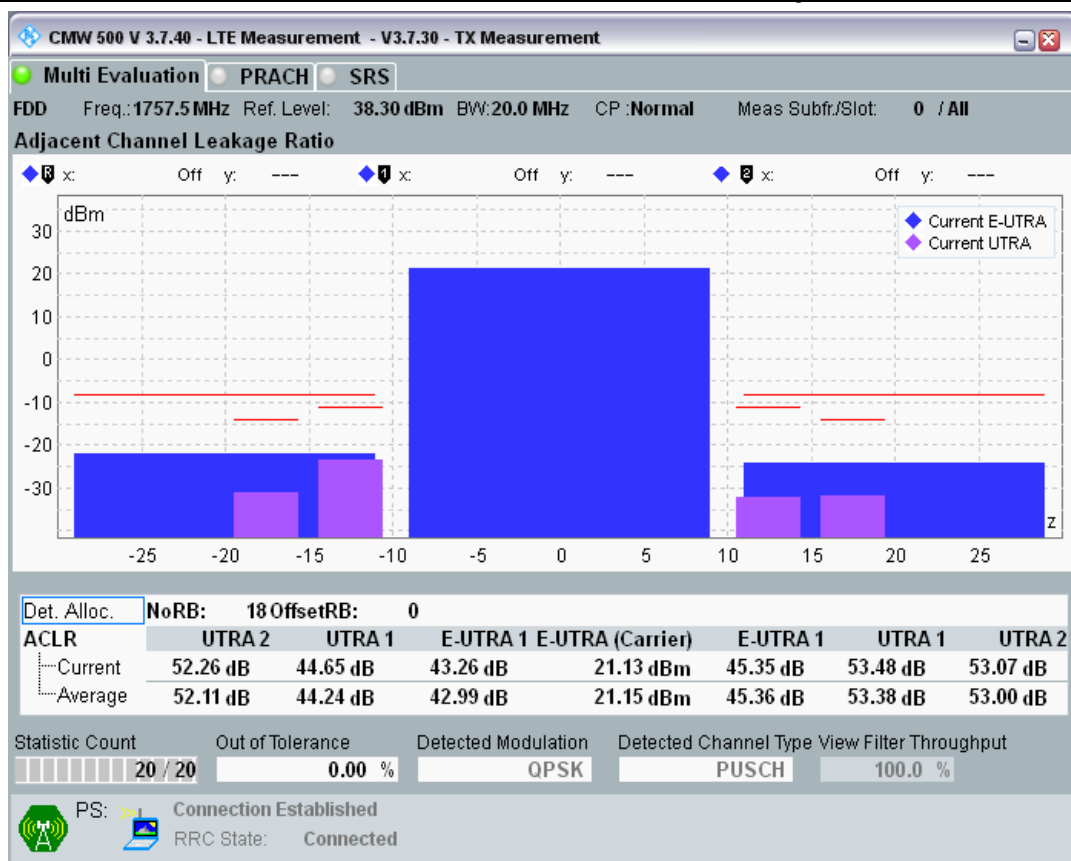 CMW 500 V 3.7.40 - LTE Measurement - V3.7.30 - TX Measurement
Multi Evaluation PRACH SRS
FDD Freq.: 1757.5 MHz Ref. Level: 38.30 dBm BW: 20.0 MHz CP : Normal Meas Subfr./Slot: 0 / All
Adjacent Channel Leakage Ratio
R x: Off y: --- 1 x: Off y: --- 2 x: Off y: ---
dBm
Current E-UTRA
Current UTRA
30
20
10
0
-10
-20
-30
z
-25 -20 -15 -10 -5 0 5 10 15 20 25
Det. Alloc. NoRB: 18 OffsetRB: 0
ACLR UTRA 2 UTRA 1 E-UTRA 1 E-UTRA (Carrier) E-UTRA 1 UTRA 1 UTRA 2
Current 52.26 dB 44.65 dB 43.26 dB 21.13 dBm 45.35 dB 53.48 dB 53.07 dB
Average 52.11 dB 44.24 dB 42.99 dB 21.15 dBm 45.36 dB 53.38 dB 53.00 dB
Statistic Count Out of Tolerance Detected Modulation Detected Channel Type View Filter Throughput
20 / 20 0.00 % QPSK PUSCH 100.0 %
PS: Connection Established
RRC State: Connected